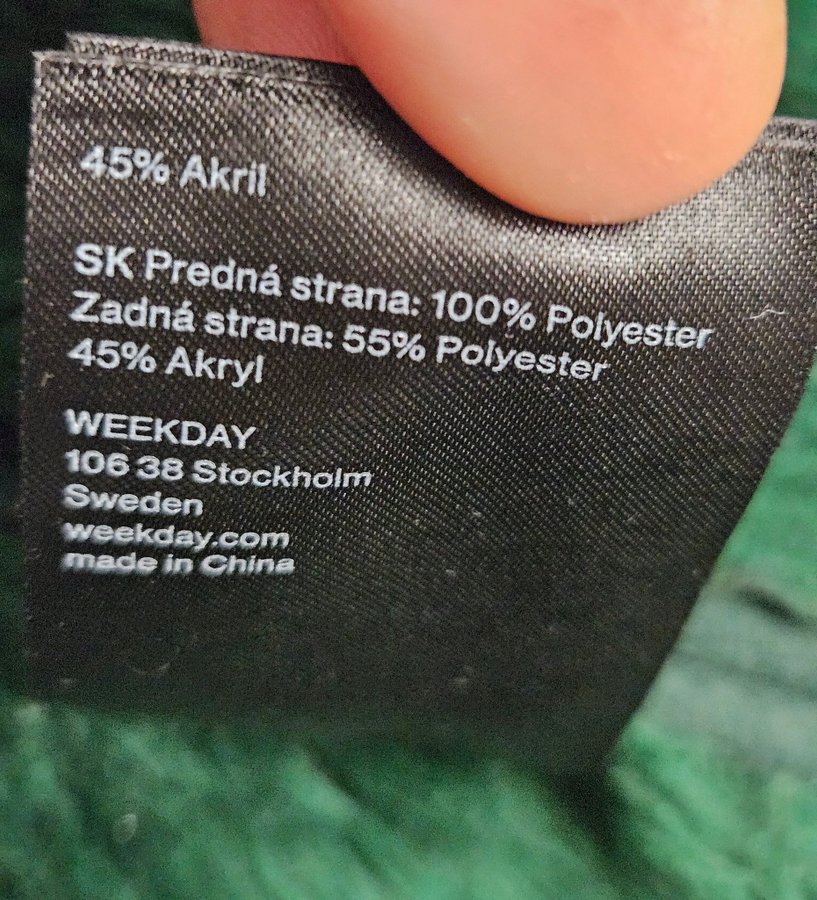 45% Akril
SK Predná strana: 100% Polyester
Zadná strana: 55% Polyester
45% Akryl
WEEKDAY
106 38 Stockholm
Sweden
weekday.com
made in China